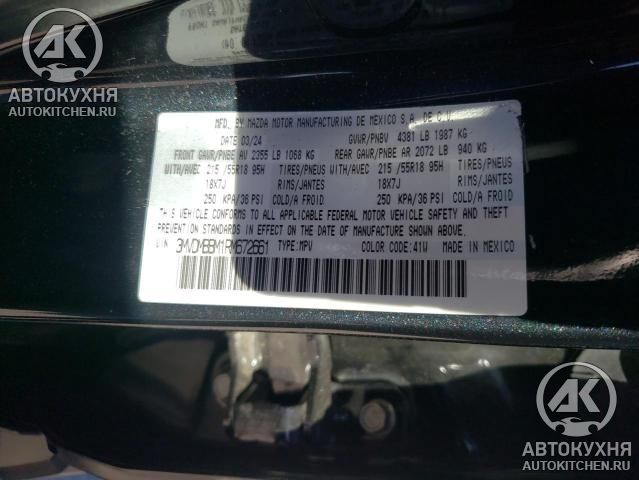 АВТОКУХНЯ
AUTOKITCHEN.RU
MFD. BY MAZDA MOTOR MANUFACTURING DE MEXICO S.A. DE C.V.
DATE 03/24 GVWR/PNBV 4381 LB 1987 KG
FRONT GAWR/PNBE AV 2355 LB 1068 KG REAR GAWR/PNBE AR 2072 LB 940 KG
WITH/AVEC 215/55R18 95H TIRES/PNEUS WITH/AVEC 215/55R18 95H TIRES/PNEUS
18X7J RIMS/JANTES 18X7J RIMS/JANTES
250 KPA/36 PSI COLD/A FROID 250 KPA/36 PSI COLD/A FROID
THIS VEHICLE CONFORMS TO ALL APPLICABLE FEDERAL MOTOR VEHICLE SAFETY AND THEFT
PREVENTION STANDARDS IN EFFECT ON THE DATE OF MANUFACTURE SHOWN ABOVE.
TYPE:MPV COLOR CODE:41W MADE IN MEXICO
АВТОКУХНЯ
AUTOKITCHEN.RU